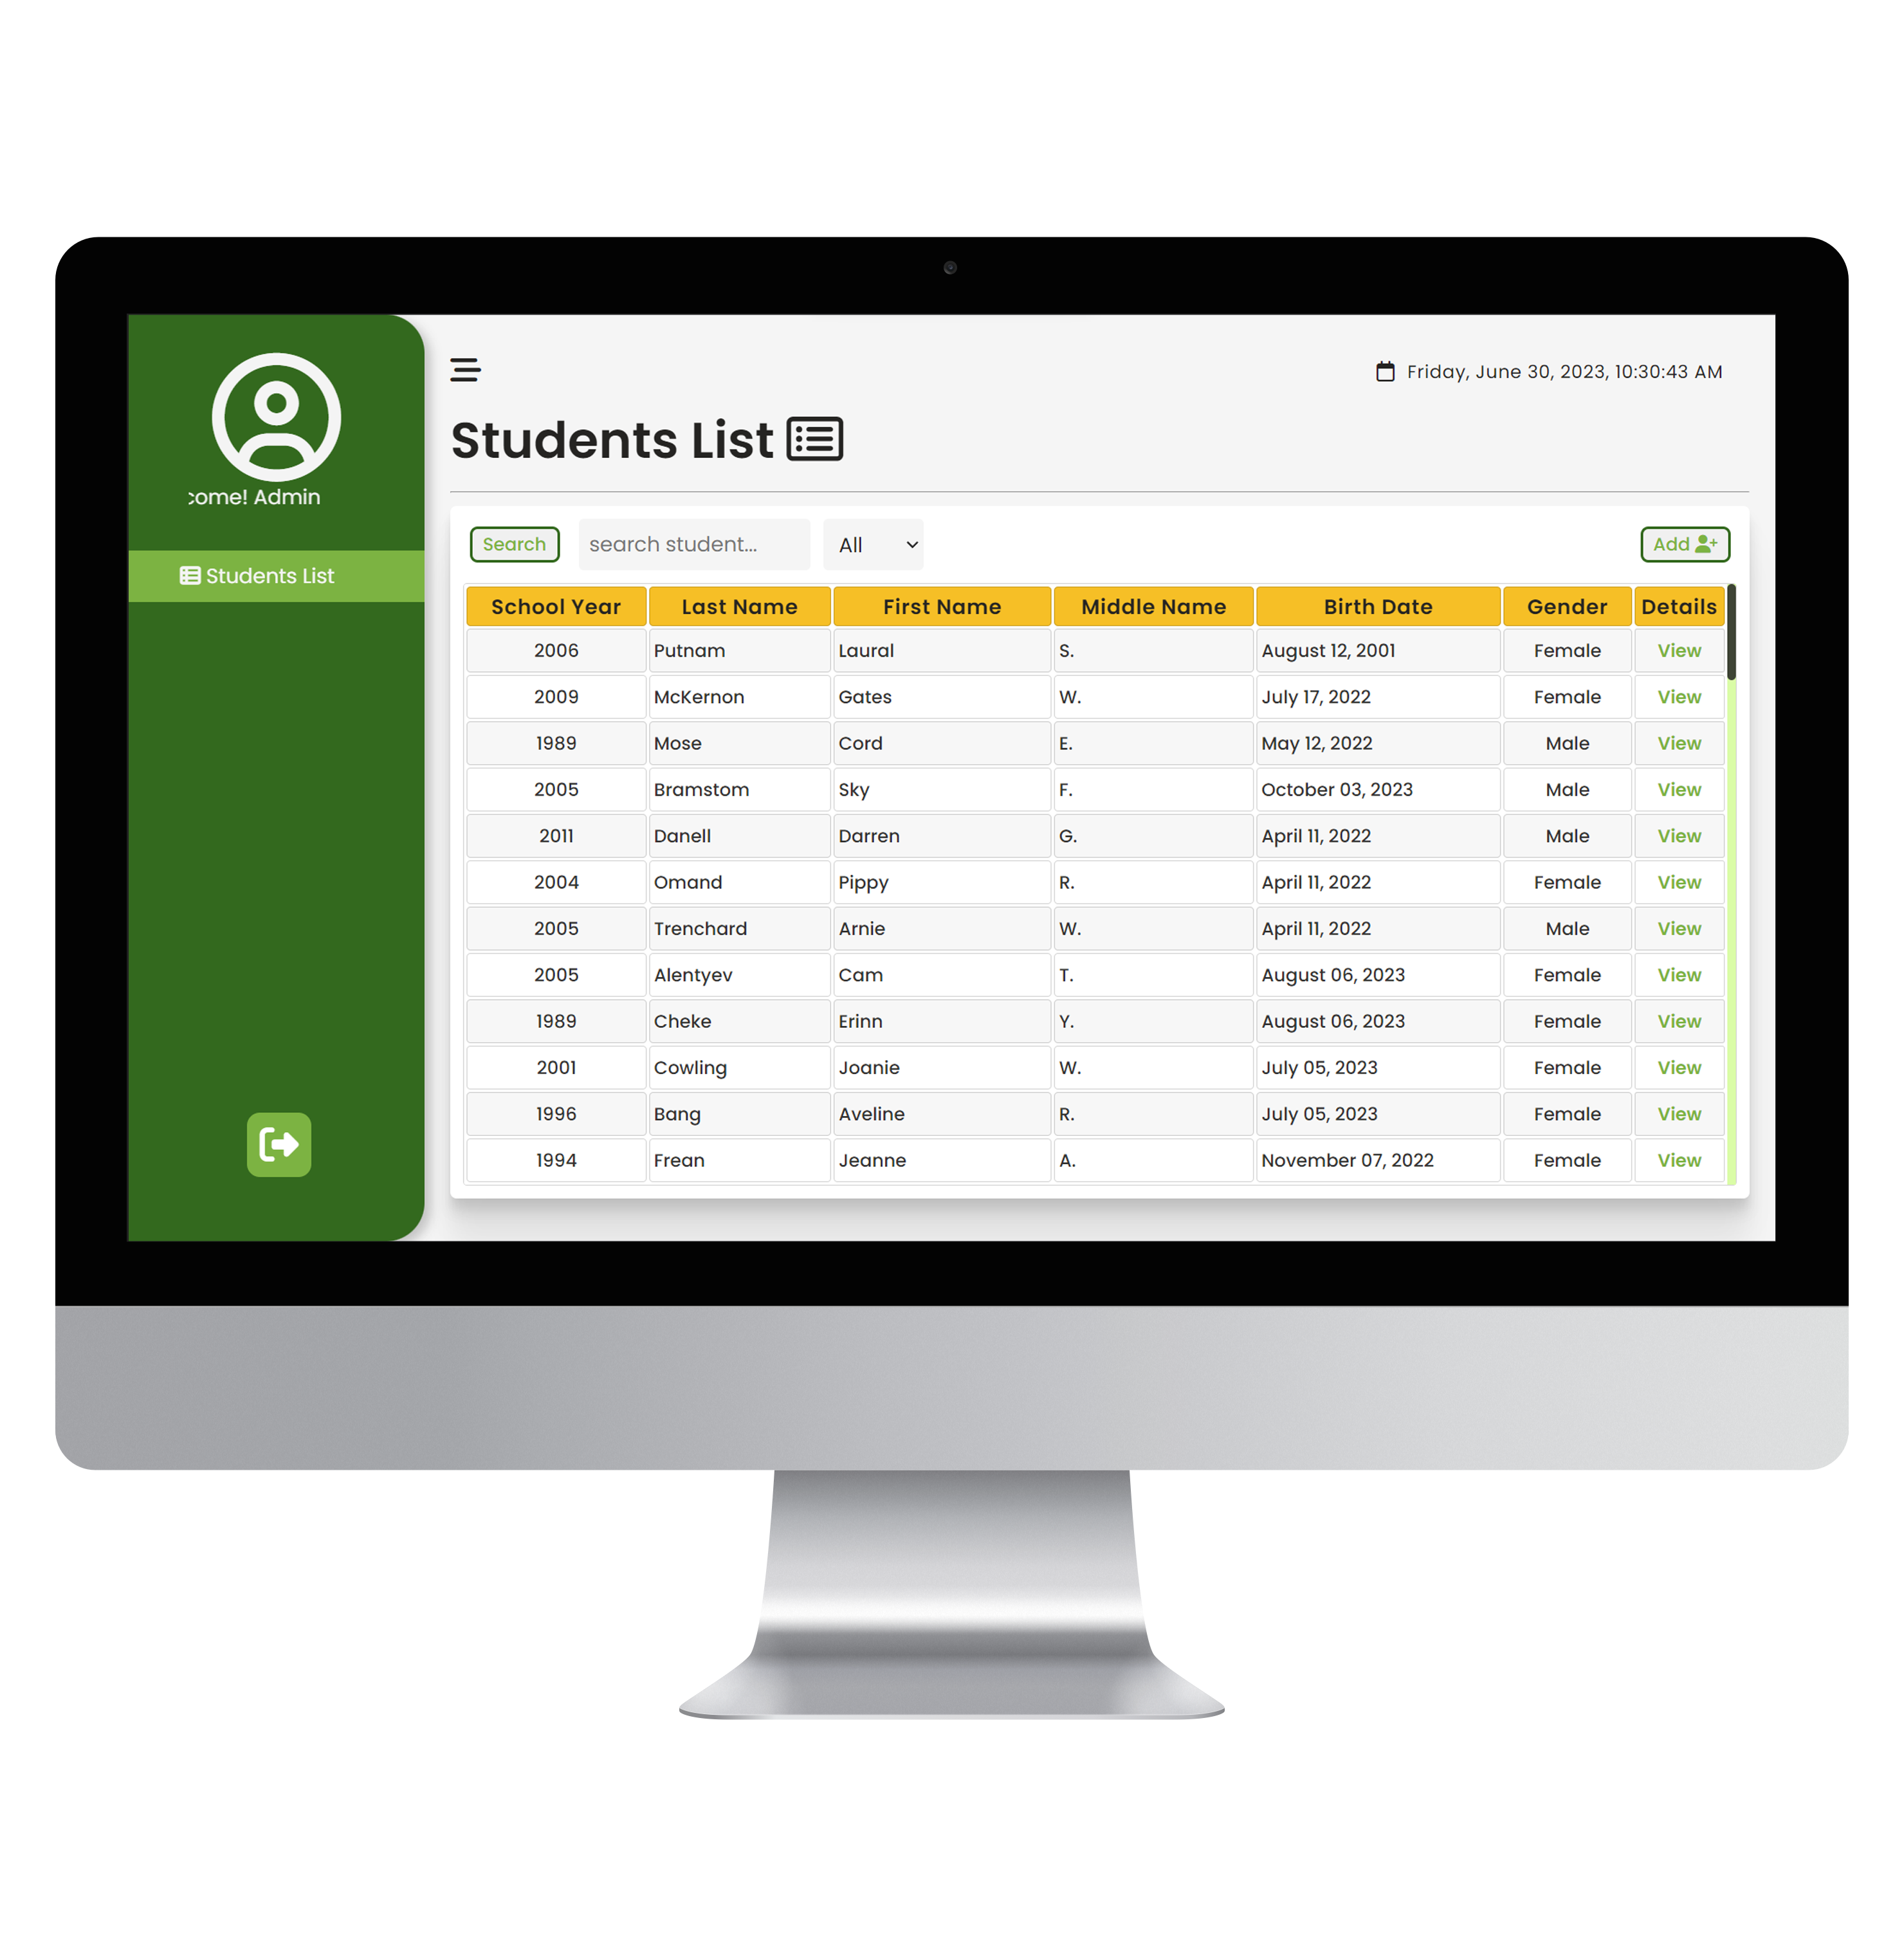 Friday, June 30, 2023, 10:30:43 AM
Students List
come! Admin
Students List
Search search student... All Add
School Year Last Name First Name Middle Name Birth Date Gender Details
2006 Putnam Laural S. August 12, 2001 Female View
2009 McKernon Gates W. July 17, 2022 Female View
1989 Mose Cord E. May 12, 2022 Male View
2005 Bramstom Sky F. October 03, 2023 Male View
2011 Danell Darren G. April 11, 2022 Male View
2004 Omand Pippy R. April 11, 2022 Female View
2005 Trenchard Arnie W. April 11, 2022 Male View
2005 Alentyev Cam T. August 06, 2023 Female View
1989 Cheke Erinn Y. August 06, 2023 Female View
2001 Cowling Joanie W. July 05, 2023 Female View
1996 Bang Aveline R. July 05, 2023 Female View
1994 Frean Jeanne A. November 07, 2022 Female View